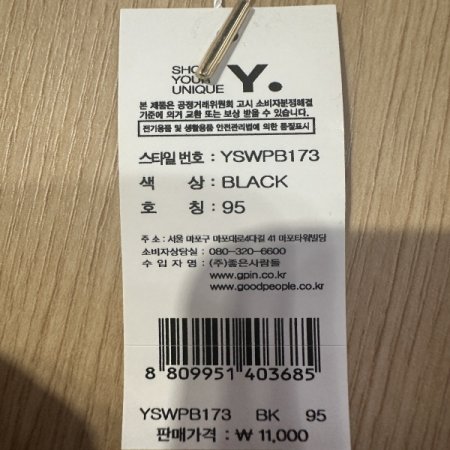 SHOW
YOUR
UNIQUE
Y.
본 제품은 공정거래위원회 고시 소비자분쟁해결
기준에 의거 교환 또는 보상 받을 수 있습니다.
전기용품 및 생활용품 안전관리법에 의한 품질표시
스타일번호 : YSWPB173
색 상 : BLACK
호 칭 : 95
주 소 : 서울 마포구 마포대로4다길 41 마포타워빌딩
소비자상담실 : 080-320-6600
수 입 자 명 : (주)좋은사람들
www.gpin.co.kr
www.goodpeople.co.kr
8 809951 403685
YSWPB173 BK 95
판매가격 : ₩ 11,000